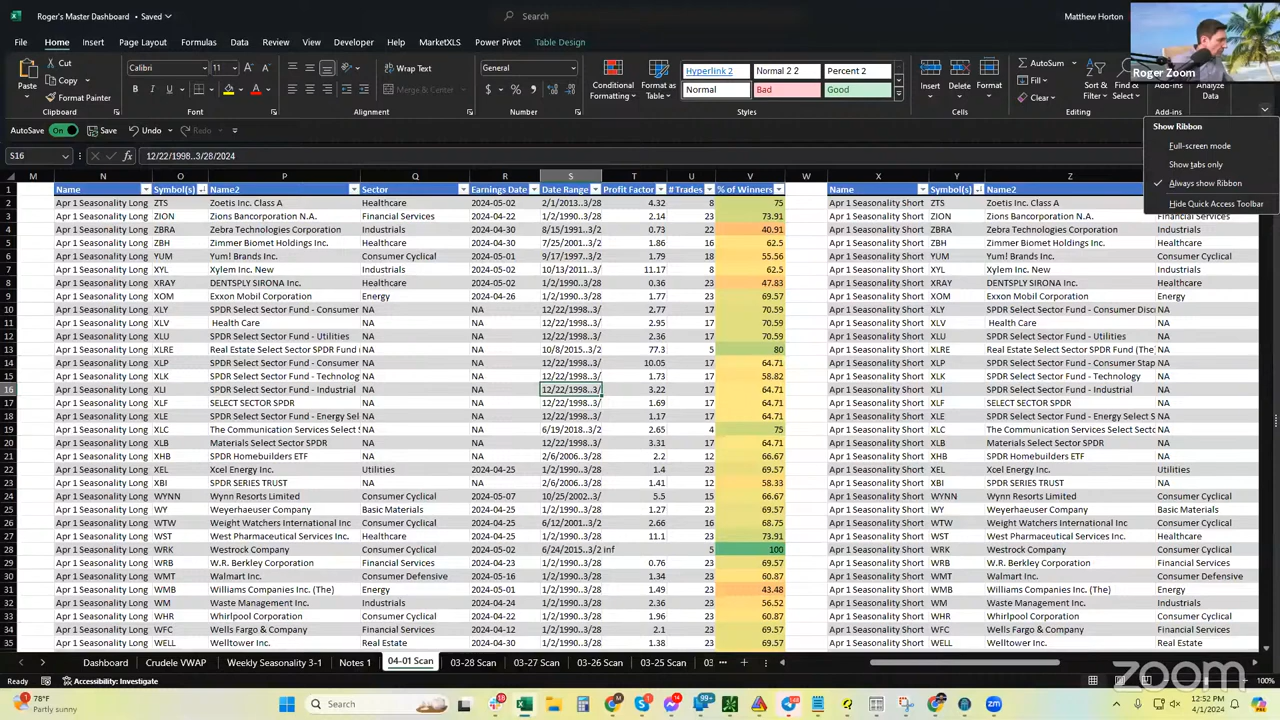 Roger's Master Dashboard • Saved
Search
Matthew Horton
Roger Zoom
File Home Insert Page Layout Formulas Data Review View Developer Help MarketXLS Power Pivot Table Design
Paste Cut Copy Format Painter
Clipboard
Calibri 11
B I U
Font
Wrap Text
Merge & Center
Alignment
General
Number
Conditional Formatting Format as Table
Hyperlink 2 Normal 2 2 Percent 2
Normal Bad Good
Styles
Insert Delete Format
Cells
AutoSum
Fill
Clear
Sort & Filter Find & Select
Editing
Add-ins
Add-ins
Analyze Data
AutoSave On Save Undo Redo
Show Ribbon
Full-screen mode
Show tabs only
Always show Ribbon
Hide Quick Access Toolbar
S16 fx 12/22/1998..3/28/2024
M N O P Q R S T U V W X Y Z
1 Name Symbol(s) Name2 Sector Earnings Date Date Range Profit Factor # Trades % of Winners Name Symbol(s) Name2
2 Apr 1 Seasonality Long ZTS Zoetis Inc. Class A Healthcare 2024-05-02 2/1/2013..3/28 4.32 8 75 Apr 1 Seasonality Short ZTS Zoetis Inc. Class A
3 Apr 1 Seasonality Long ZION Zions Bancorporation N.A. Financial Services 2024-04-22 1/2/1990..3/28 2.14 23 73.91 Apr 1 Seasonality Short ZION Zions Bancorporation N.A. Financial Services
4 Apr 1 Seasonality Long ZBRA Zebra Technologies Corporation Industrials 2024-04-30 8/15/1991..3/ 0.73 22 40.91 Apr 1 Seasonality Short ZBRA Zebra Technologies Corporation Industrials
5 Apr 1 Seasonality Long ZBH Zimmer Biomet Holdings Inc. Healthcare 2024-04-30 7/25/2001..3/ 1.86 16 62.5 Apr 1 Seasonality Short ZBH Zimmer Biomet Holdings Inc. Healthcare
6 Apr 1 Seasonality Long YUM Yum! Brands Inc. Consumer Cyclical 2024-05-01 9/17/1997..3/ 1.79 18 55.56 Apr 1 Seasonality Short YUM Yum! Brands Inc. Consumer Cyclical
7 Apr 1 Seasonality Long XYL Xylem Inc. New Industrials 2024-05-02 10/13/2011..3/ 11.17 8 62.5 Apr 1 Seasonality Short XYL Xylem Inc. New Industrials
8 Apr 1 Seasonality Long XRAY DENTSPLY SIRONA Inc. Healthcare 2024-05-02 1/2/1990..3/28 0.36 23 47.83 Apr 1 Seasonality Short XRAY DENTSPLY SIRONA Inc. Healthcare
9 Apr 1 Seasonality Long XOM Exxon Mobil Corporation Energy 2024-04-26 1/2/1990..3/28 1.77 23 69.57 Apr 1 Seasonality Short XOM Exxon Mobil Corporation Energy
10 Apr 1 Seasonality Long XLY SPDR Select Sector Fund - Consumer NA NA 12/22/1998..3/ 2.77 17 70.59 Apr 1 Seasonality Short XLY SPDR Select Sector Fund - Consumer Disc NA
11 Apr 1 Seasonality Long XLV Health Care NA NA 12/22/1998..3/ 2.95 17 70.59 Apr 1 Seasonality Short XLV Health Care NA
12 Apr 1 Seasonality Long XLU SPDR Select Sector Fund - Utilities NA NA 12/22/1998..3/ 2.62 17 70.59 Apr 1 Seasonality Short XLU SPDR Select Sector Fund - Utilities NA
13 Apr 1 Seasonality Long XLRE Real Estate Select Sector SPDR Fund ( NA NA 10/8/2015..3/2 77.3 5 80 Apr 1 Seasonality Short XLRE Real Estate Select Sector SPDR Fund (The) NA
14 Apr 1 Seasonality Long XLP SPDR Select Sector Fund - Consumer NA NA 12/22/1998..3/ 10.05 17 64.71 Apr 1 Seasonality Short XLP SPDR Select Sector Fund - Consumer Stap NA
15 Apr 1 Seasonality Long XLK SPDR Select Sector Fund - Technolog NA NA 12/22/1998..3/ 1.73 17 58.82 Apr 1 Seasonality Short XLK SPDR Select Sector Fund - Technology NA
16 Apr 1 Seasonality Long XLI SPDR Select Sector Fund - Industrial NA NA 12/22/1998..3/ 3.22 17 64.71 Apr 1 Seasonality Short XLI SPDR Select Sector Fund - Industrial NA
17 Apr 1 Seasonality Long XLF SELECT SECTOR SPDR NA NA 12/22/1998..3/ 1.69 17 64.71 Apr 1 Seasonality Short XLF SELECT SECTOR SPDR NA
18 Apr 1 Seasonality Long XLE SPDR Select Sector Fund - Energy Sel NA NA 12/22/1998..3/ 1.17 17 64.71 Apr 1 Seasonality Short XLE SPDR Select Sector Fund - Energy Select S NA
19 Apr 1 Seasonality Long XLC The Communication Services Select S NA NA 6/19/2018..3/2 2.65 4 75 Apr 1 Seasonality Short XLC The Communication Services Select Sector NA
20 Apr 1 Seasonality Long XLB Materials Select Sector SPDR NA NA 12/22/1998..3/ 3.31 17 64.71 Apr 1 Seasonality Short XLB Materials Select Sector SPDR NA
21 Apr 1 Seasonality Long XHB SPDR Homebuilders ETF NA NA 2/6/2006..3/28 2.2 12 66.67 Apr 1 Seasonality Short XHB SPDR Homebuilders ETF NA
22 Apr 1 Seasonality Long XEL Xcel Energy Inc. Utilities 2024-04-25 1/2/1990..3/28 1.4 23 69.57 Apr 1 Seasonality Short XEL Xcel Energy Inc. Utilities
23 Apr 1 Seasonality Long XBI SPDR SERIES TRUST NA NA 2/6/2006..3/28 1.41 12 58.33 Apr 1 Seasonality Short XBI SPDR SERIES TRUST NA
24 Apr 1 Seasonality Long WYNN Wynn Resorts Limited Consumer Cyclical 2024-05-07 10/25/2002..3/ 5.5 15 66.67 Apr 1 Seasonality Short WYNN Wynn Resorts Limited Consumer Cyclical
25 Apr 1 Seasonality Long WY Weyerhaeuser Company Basic Materials 2024-04-25 1/2/1990..3/28 1.91 23 69.57 Apr 1 Seasonality Short WY Weyerhaeuser Company Basic Materials
26 Apr 1 Seasonality Long WTW Weight Watchers International Inc Consumer Cyclical 2024-04-25 6/12/2001..3/ 2.66 16 68.75 Apr 1 Seasonality Short WTW Weight Watchers International Inc Consumer Cyclical
27 Apr 1 Seasonality Long WST West Pharmaceutical Services Inc. Healthcare 2024-04-25 1/2/1990..3/28 11.1 23 73.91 Apr 1 Seasonality Short WST West Pharmaceutical Services Inc. Healthcare
28 Apr 1 Seasonality Long WRK Westrock Company Consumer Cyclical 2024-05-02 6/24/2015..3/2 inf 5 100 Apr 1 Seasonality Short WRK Westrock Company Consumer Cyclical
29 Apr 1 Seasonality Long WRB W.R. Berkley Corporation Financial Services 2024-04-23 1/2/1990..3/28 0.76 23 69.57 Apr 1 Seasonality Short WRB W.R. Berkley Corporation Financial Services
30 Apr 1 Seasonality Long WMT Walmart Inc. Consumer Defensive 2024-05-16 1/2/1990..3/28 1.34 23 60.87 Apr 1 Seasonality Short WMT Walmart Inc. Consumer Defensive
31 Apr 1 Seasonality Long WMB Williams Companies Inc. (The) Energy 2024-05-01 1/2/1990..3/28 1.49 23 43.48 Apr 1 Seasonality Short WMB Williams Companies Inc. (The) Energy
32 Apr 1 Seasonality Long WM Waste Management Inc. Industrials 2024-04-24 1/2/1990..3/28 2.36 23 56.52 Apr 1 Seasonality Short WM Waste Management Inc. Industrials
33 Apr 1 Seasonality Long WHR Whirlpool Corporation Consumer Cyclical 2024-04-24 1/2/1990..3/28 1.96 23 60.87 Apr 1 Seasonality Short WHR Whirlpool Corporation Consumer Cyclical
34 Apr 1 Seasonality Long WFC Wells Fargo & Company Financial Services 2024-04-12 1/2/1990..3/28 2.1 23 69.57 Apr 1 Seasonality Short WFC Wells Fargo & Company Financial Services
35 Apr 1 Seasonality Long WELL Welltower Inc. Real Estate 2024-04-29 1/2/1990..3/28 1.38 23 65.22 Apr 1 Seasonality Short WELL Welltower Inc. Real Estate
Dashboard Crudele VWAP Weekly Seasonality 3-1 Notes 1 04-01 Scan 03-28 Scan 03-27 Scan 03-26 Scan 03-25 Scan 03
Ready Accessibility: Investigate 100%
zoom
78°F
Partly sunny
Search
99+
12:52 PM
4/1/2024